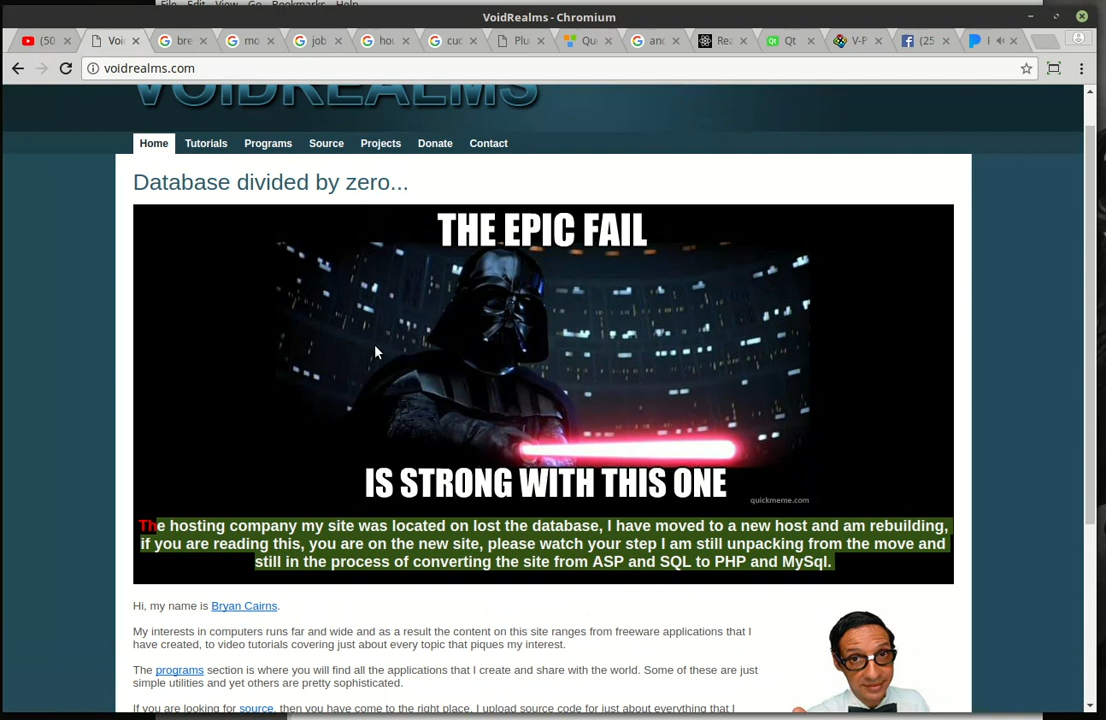 File Edit View Go Bookmarks Help
VoidRealms - Chromium
(50
Voi
bre
mo
job
hou
cud
Plu
Qu
and
Rea
Qt
V-P
(25
voidrealms.com
VOIDREALMS
Home Tutorials Programs Source Projects Donate Contact
Database divided by zero...
THE EPIC FAIL
IS STRONG WITH THIS ONE
quickmeme.com
The hosting company my site was located on lost the database, I have moved to a new host and am rebuilding,
if you are reading this, you are on the new site, please watch your step I am still unpacking from the move and
still in the process of converting the site from ASP and SQL to PHP and MySql.
Hi, my name is Bryan Cairns.
My interests in computers runs far and wide and as a result the content on this site ranges from freeware applications that I
have created, to video tutorials covering just about every topic that piques my interest.
The programs section is where you will find all the applications that I create and share with the world. Some of these are just
simple utilities and yet others are pretty sophisticated.
If you are looking for source, then you have come to the right place. I upload source code for just about everything that I